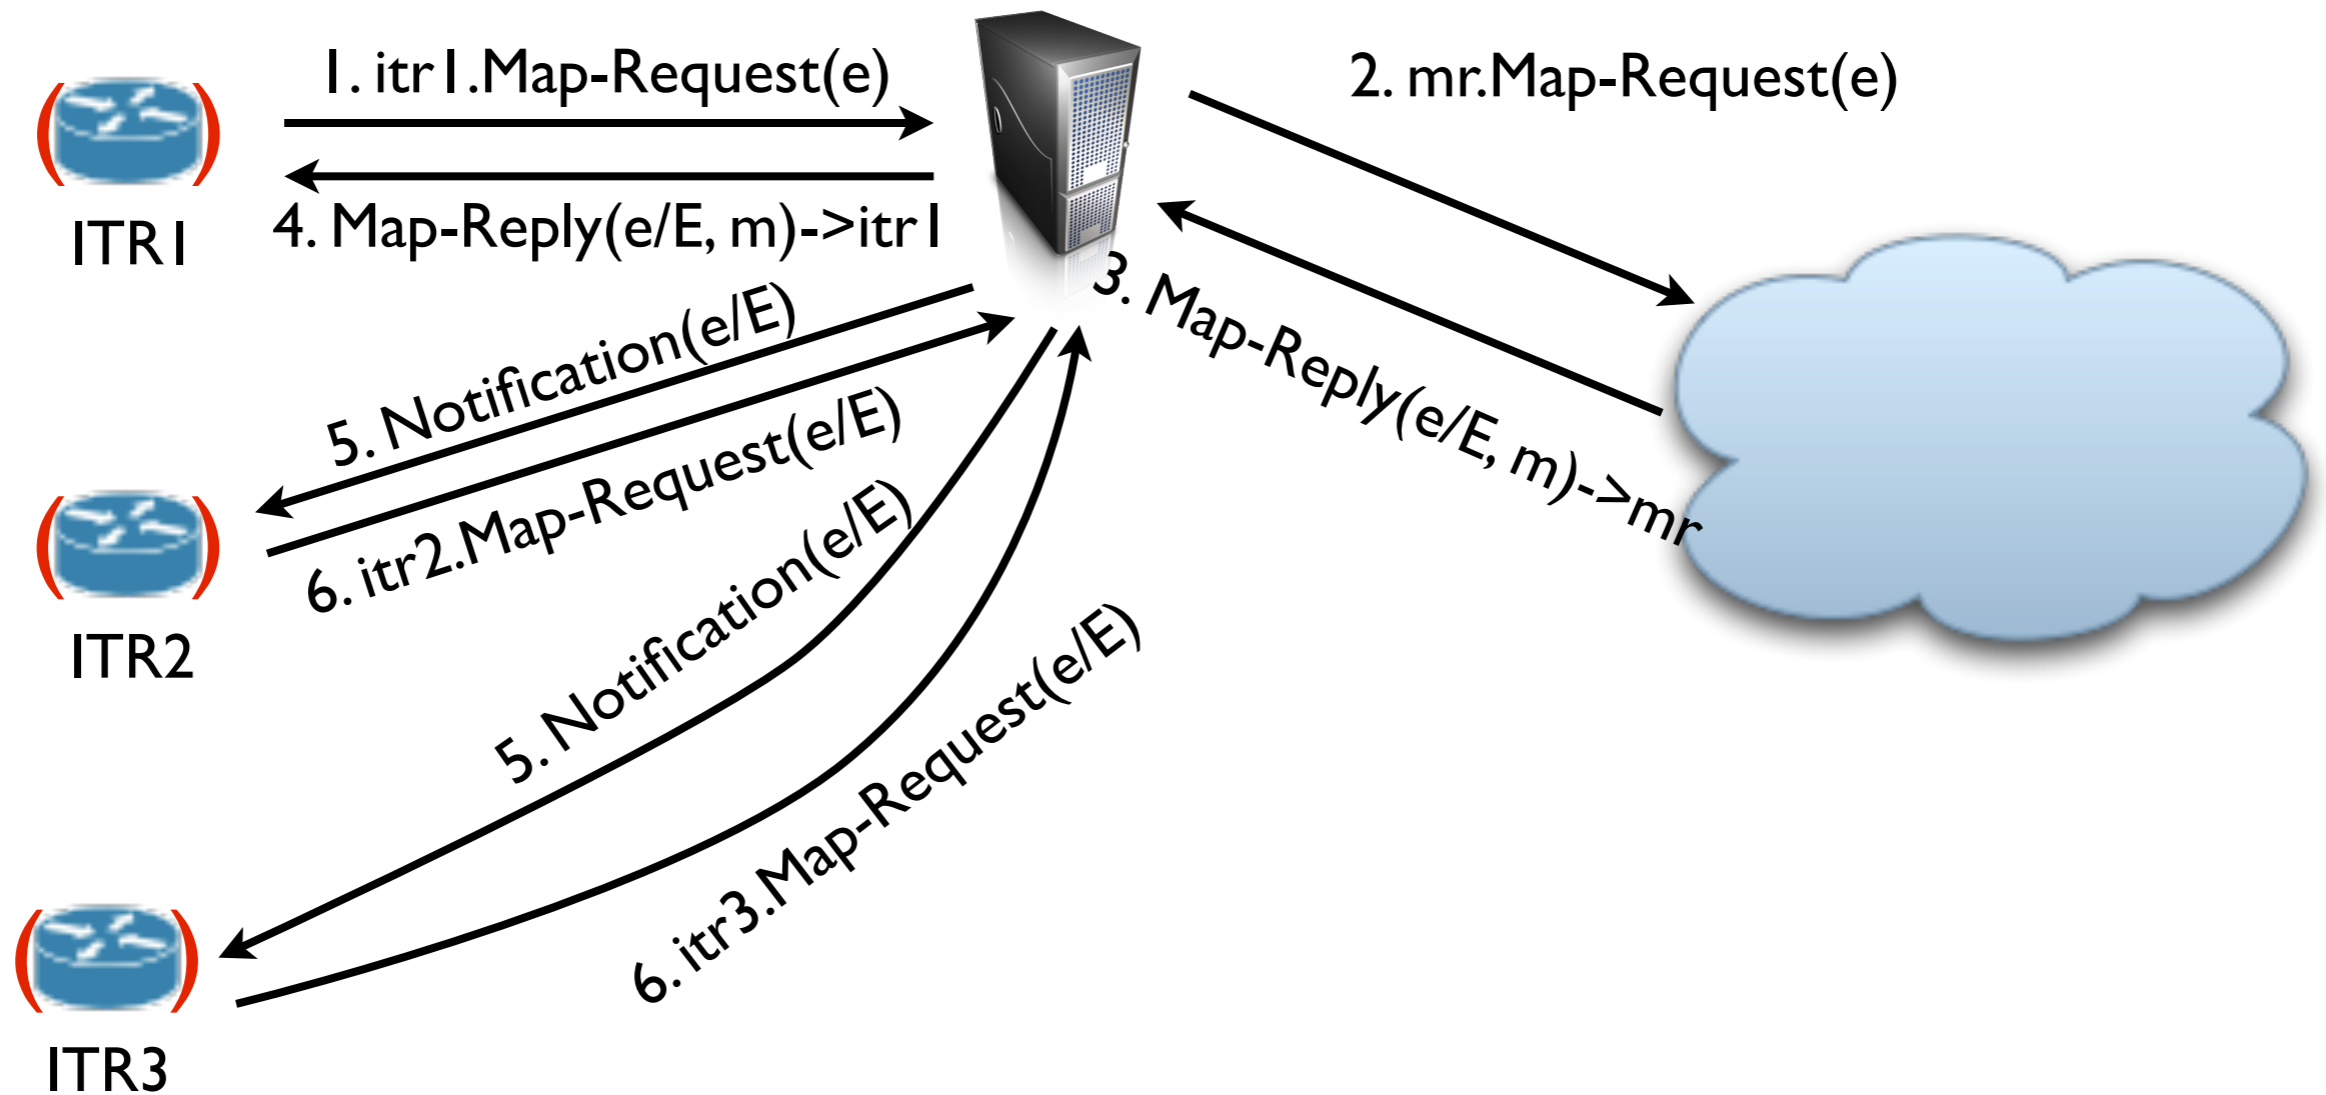 1. itr1.Map-Request(e)
2. mr.Map-Request(e)
ITR1
4. Map-Reply(e/E, m)->itr1
3. Map-Reply(e/E, m)->mr
5. Notification(e/E)
6. itr2.Map-Request(e/E)
ITR2
5. Notification(e/E)
6. itr3.Map-Request(e/E)
ITR3